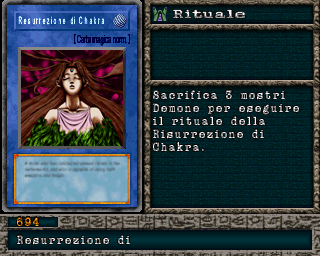 Resurrezione di Chakra
[Carta magica norm.]
Rituale
Sacrifica 3 mostri
Demone per eseguire
il rituale della
Risurrezione di
Chakra.
694
Resurrezione di